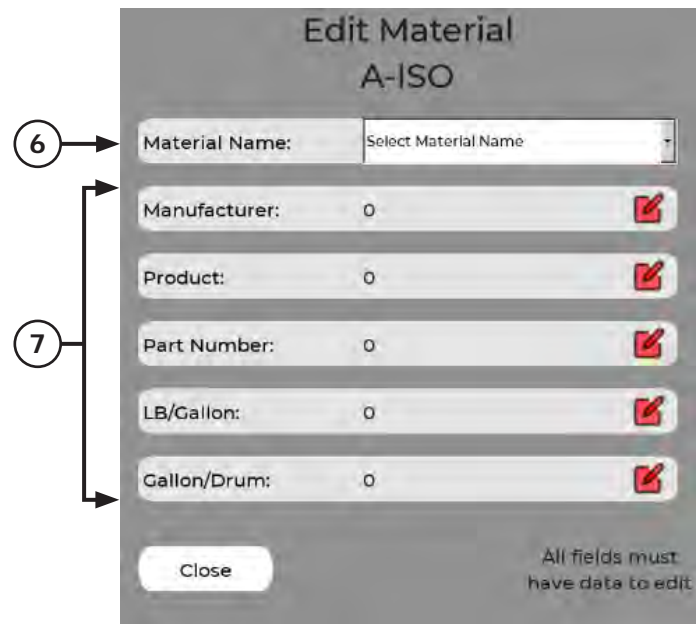 Edit Material
A-ISO
6
Material Name: Select Material Name
7
Manufacturer: 0
Product: 0
Part Number: 0
LB/Gallon: 0
Gallon/Drum: 0
Close
All fields must
have data to edit